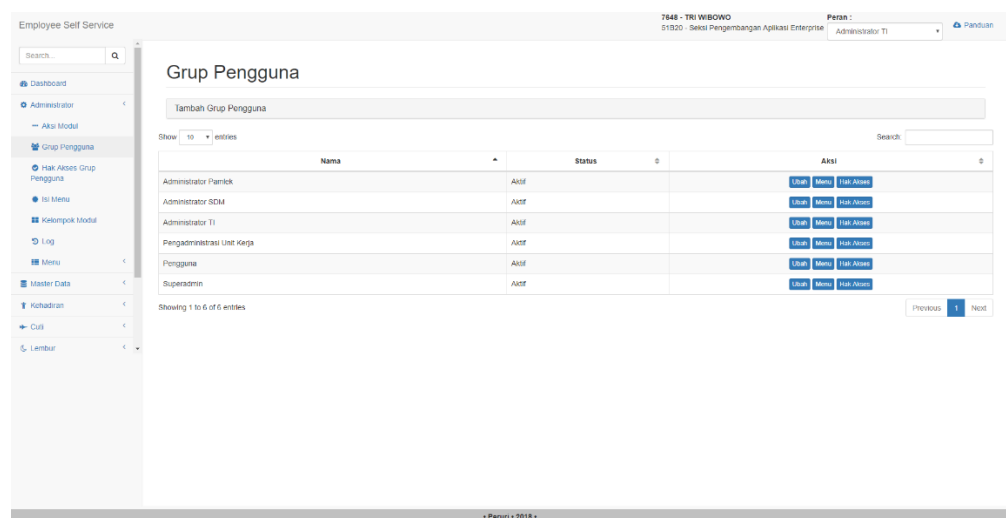 Employee Self Service
7648 - TRI WIBOWO
51B20 - Seksi Pengembangan Aplikasi Enterprise
Peran :
Administrator TI
Panduan
Search...
Dashboard
Administrator
Aksi Modul
Grup Pengguna
Hak Akses Grup
Pengguna
Isi Menu
Kelompok Modul
Log
Menu
Master Data
Kehadiran
Cuti
Lembur
Grup Pengguna
Tambah Grup Pengguna
Show 10 entries
Search:
Nama Status Aksi
Administrator Pamlek Aktif Ubah Menu Hak Akses
Administrator SDM Aktif Ubah Menu Hak Akses
Administrator TI Aktif Ubah Menu Hak Akses
Pengadministrasi Unit Kerja Aktif Ubah Menu Hak Akses
Pengguna Aktif Ubah Menu Hak Akses
Superadmin Aktif Ubah Menu Hak Akses
Showing 1 to 6 of 6 entries
Previous 1 Next
• Peruri • 2018 •